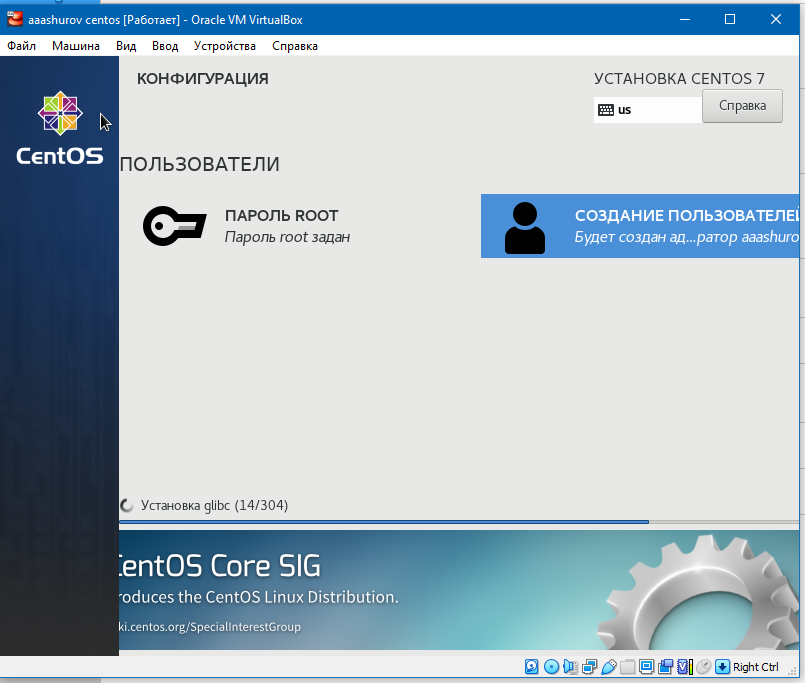 aaashurov centos [Работает] - Oracle VM VirtualBox
Файл Машина Вид Ввод Устройства Справка
КОНФИГУРАЦИЯ
УСТАНОВКА CENTOS 7
us
Справка
CentOS
ПОЛЬЗОВАТЕЛИ
ПАРОЛЬ ROOT
Пароль root задан
СОЗДАНИЕ ПОЛЬЗОВАТЕЛЕЙ
Будет создан ад...ратор aaashuro
Установка glibc (14/304)
CentOS Core SIG
roduces the CentOS Linux Distribution.
ki.centos.org/SpecialInterestGroup
Right Ctrl